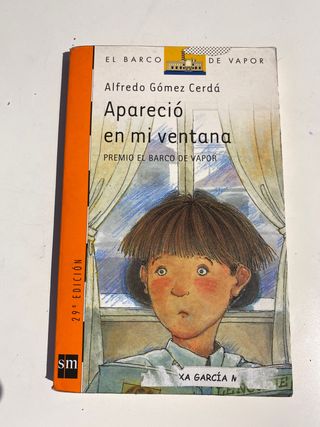 EL BARCO DE VAPOR
Alfredo Gómez Cerdá
Apareció
en mi ventana
PREMIO EL BARCO DE VAPOR
29ª EDICIÓN
sm
GARCÍA